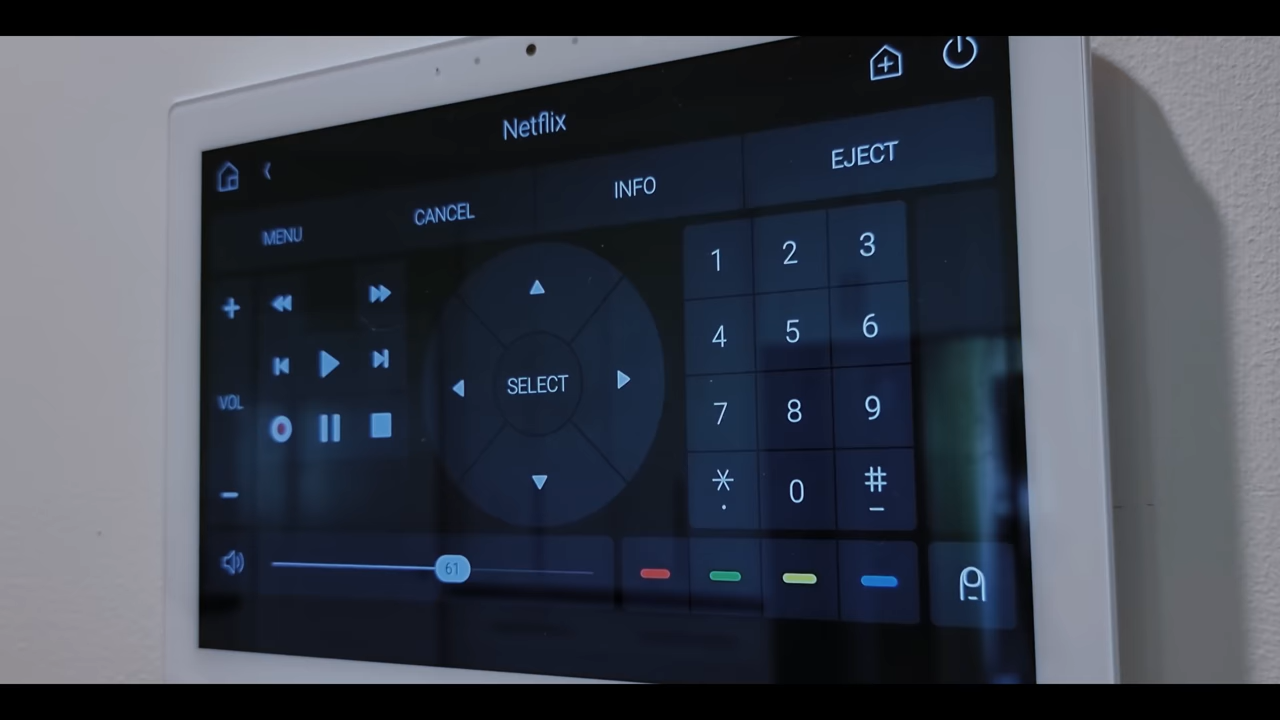 Netflix
MENU CANCEL INFO EJECT
1 2 3
4 5 6
VOL
SELECT
7 8 9
* 0 #
. _
61